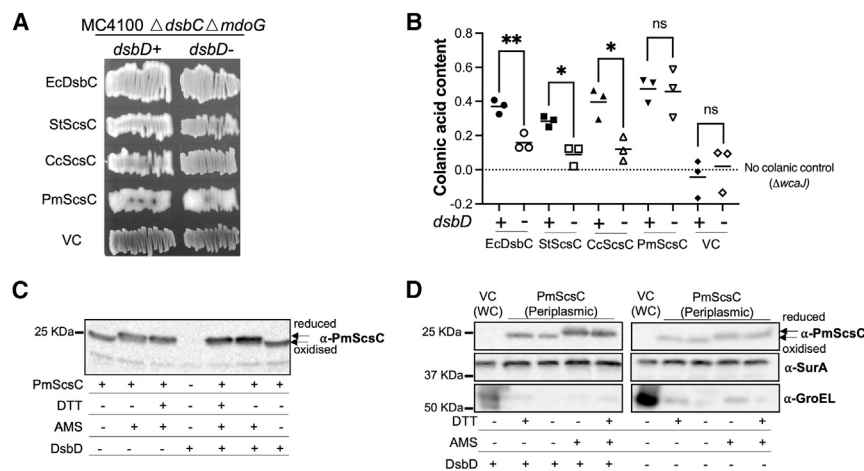 A
MC4100 △dsbC△mdoG
dsbD+ dsbD-
EcDsbC
StScsC
CcScsC
PmScsC
VC
B
Colanic acid content
0.8
0.6
0.4
0.2
0.0
-0.2
** * * ns ns
No colanic control
(ΔwcaJ)
dsbD + - + - + - + - + -
EcDsbC StScsC CcScsC PmScsC VC
C
25 KDa
reduced
α-PmScsC
oxidised
PmScsC + + + - + + +
DTT - - + - + - -
AMS - + + - + + -
DsbD - - - + + + +
D
VC
(WC)
PmScsC
(Periplasmic)
VC
(WC)
PmScsC
(Periplasmic)
reduced
25 KDa
α-PmScsC
oxidised
α-SurA
37 KDa
α-GroEL
50 KDa
DTT - + - - + - + - - +
AMS - - - + + - - - + +
DsbD + + + + + - - - - -